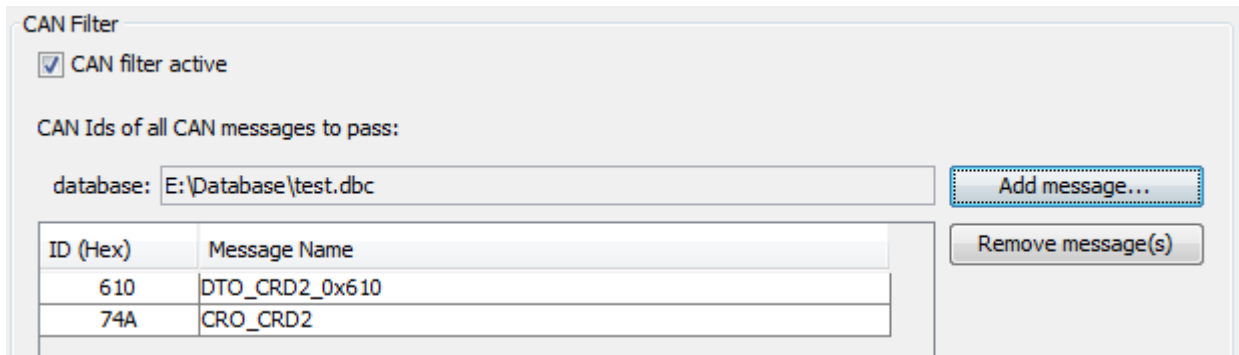 CAN Filter
CAN filter active
CAN Ids of all CAN messages to pass:
database: E:\Database\test.dbc Add message...
Remove message(s)
ID (Hex) Message Name
610 DTO_CRD2_0x610
74A CRO_CRD2